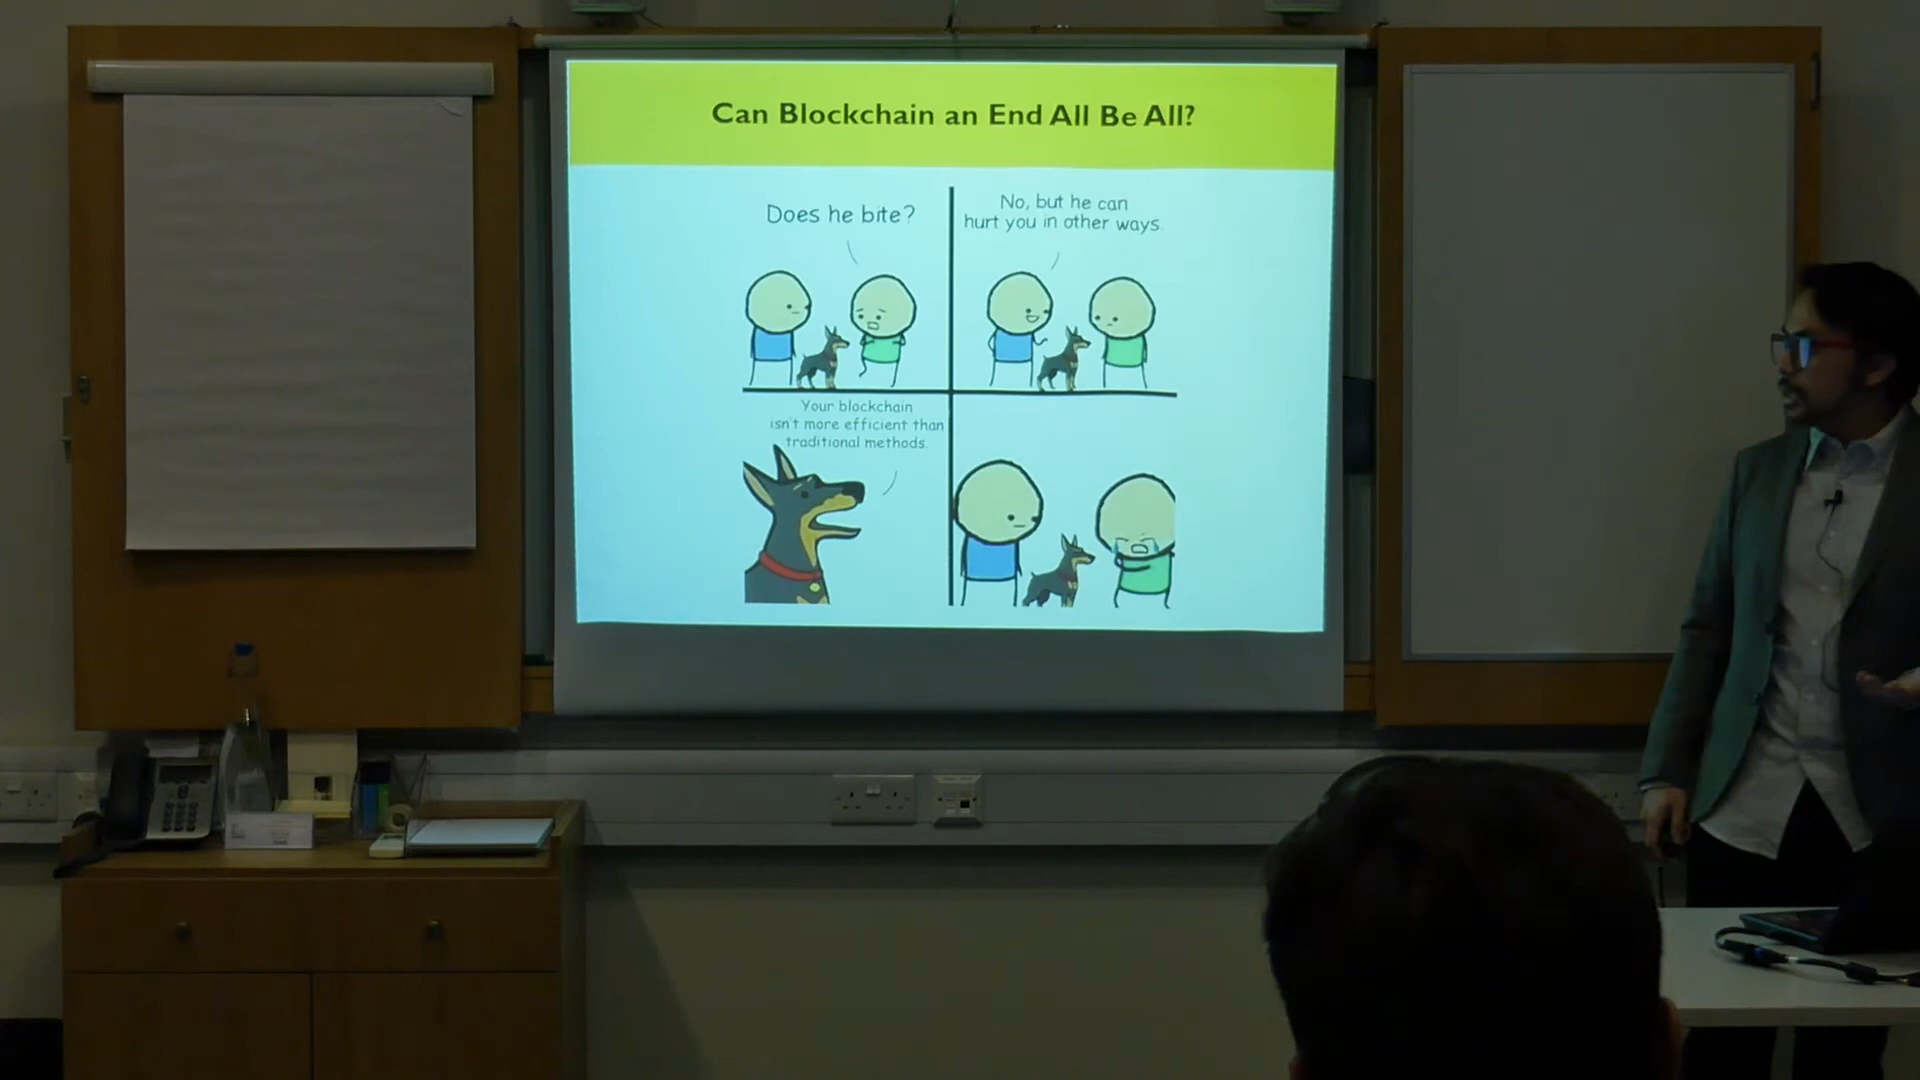 Can Blockchain an End All Be All?
Does he bite?
No, but he can
hurt you in other ways.
Your blockchain
isn't more efficient than
traditional methods.